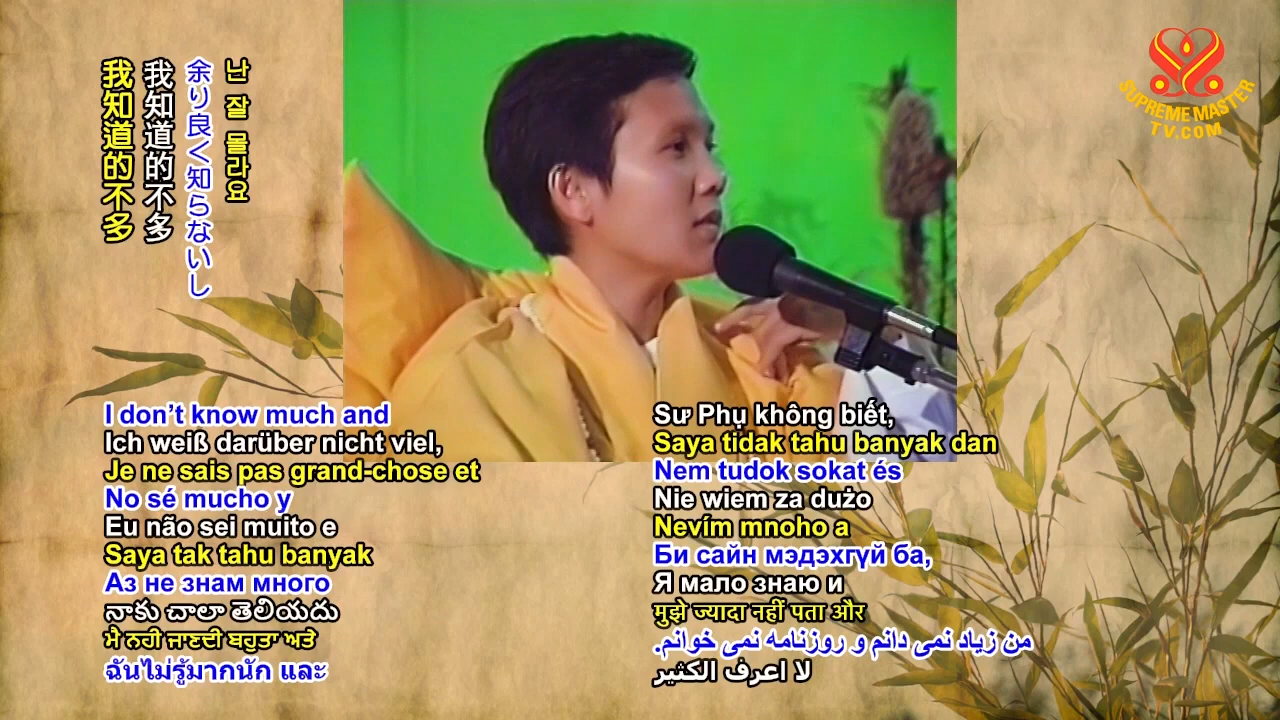 我知道的不多
我知道的不多
余り良く知らないし
난 잘 몰라요
SUPREME MASTER
TV.COM
I don’t know much and
Ich weiß darüber nicht viel,
Je ne sais pas grand-chose et
No sé mucho y
Eu não sei muito e
Saya tak tahu banyak
Аз не знам много
నాకు చాలా తెలియదు
ਮੈ ਨਹੀ ਜਾਣਦੀ ਬਹੁਤਾ ਅਤੇ
ฉันไม่รู้มากนัก และ
Sư Phụ không biết,
Saya tidak tahu banyak dan
Nem tudok sokat és
Nie wiem za dużo
Nevím mnoho a
Би сайн мэдэхгүй ба,
Я мало знаю и
मुझे ज्यादा नहीं पता और
من زیاد نمی دانم و روزنامه نمی خوانم.
لا اعرف الكثير